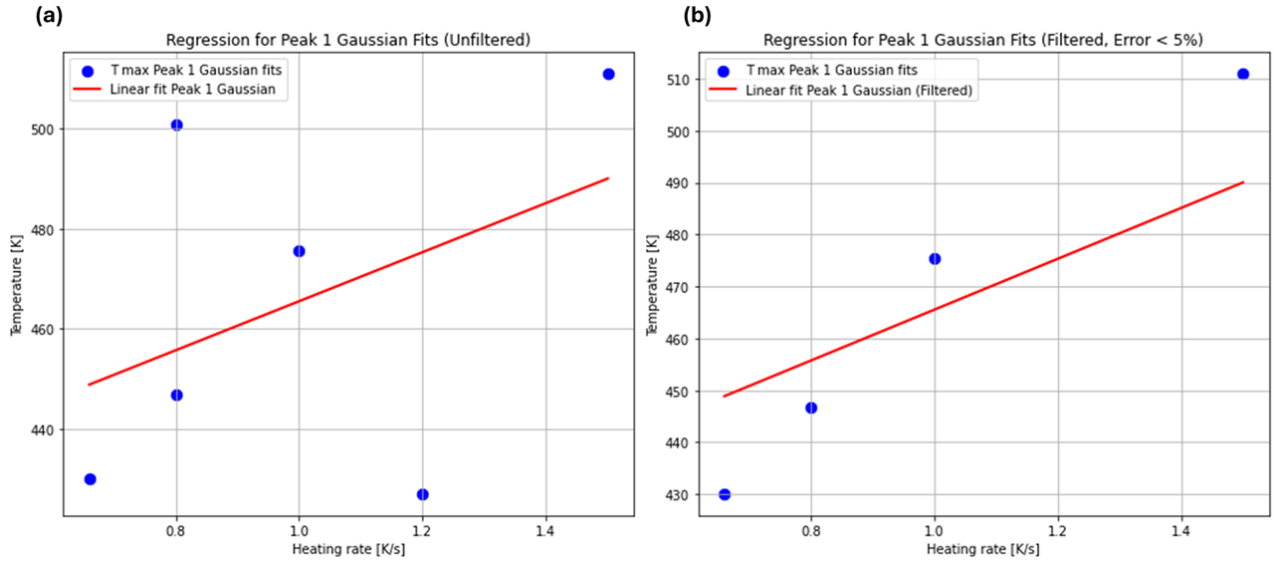 (a)
Regression for Peak 1 Gaussian Fits (Unfiltered)
T max Peak 1 Gaussian fits
Linear fit Peak 1 Gaussian
500
480
460
440
Temperature [K]
0.8 1.0 1.2 1.4
Heating rate [K/s]
(b)
Regression for Peak 1 Gaussian Fits (Filtered, Error < 5%)
T max Peak 1 Gaussian fits
Linear fit Peak 1 Gaussian (Filtered)
510
500
490
480
470
460
450
440
430
Temperature [K]
0.8 1.0 1.2 1.4
Heating rate [K/s]